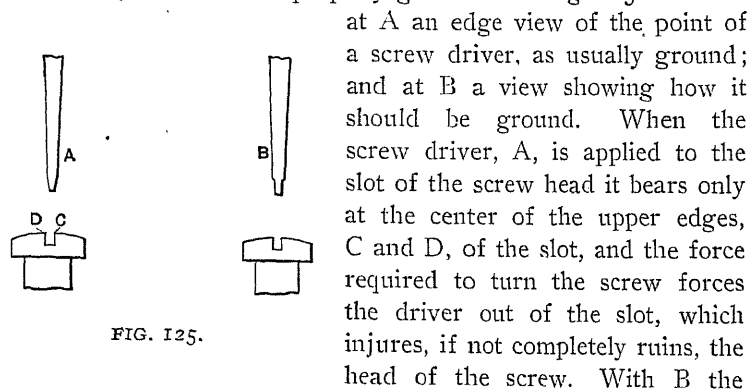 at A an edge view of the point of
a screw driver, as usually ground;
and at B a view showing how it
should be ground. When the
screw driver, A, is applied to the
slot of the screw head it bears only
at the center of the upper edges,
C and D, of the slot, and the force
required to turn the screw forces
the driver out of the slot, which
injures, if not completely ruins, the
head of the screw. With B the
A
B
D C
FIG. 125.